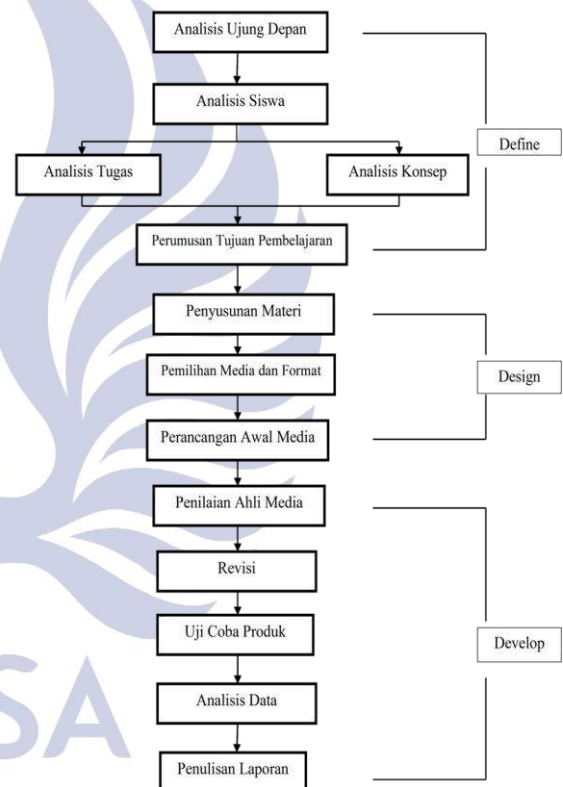 Analisis Ujung Depan
Analisis Siswa
Define
Analisis Tugas
Analisis Konsep
Perumusan Tujuan Pembelajaran
Penyusunan Materi
Pemilihan Media dan Format
Design
Perancangan Awal Media
Penilaian Ahli Media
Revisi
Uji Coba Produk
Develop
Analisis Data
SA
Penulisan Laporan